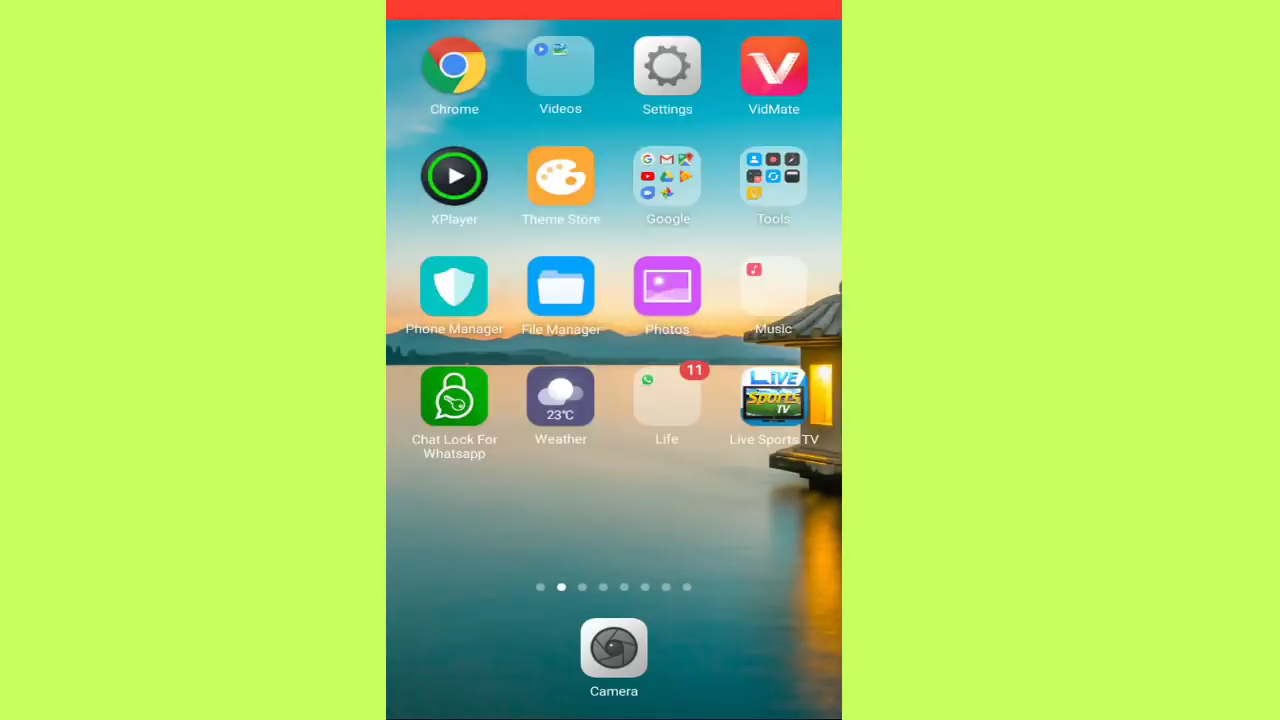 Chrome
Videos
Settings
VidMate
XPlayer
Theme Store
Google
Tools
Phone Manager
File Manager
Photos
Music
11
LiVE
Sports
TV
23℃
Chat Lock For
Whatsapp
Weather
Life
Live Sports TV
Camera